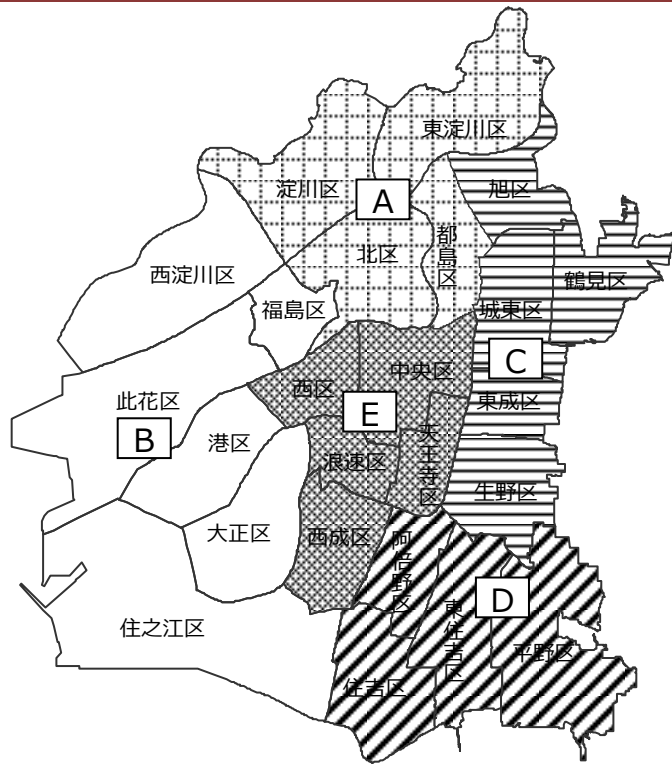 東淀川区
淀川区
旭区
A
都島区
北区
西淀川区
鶴見区
福島区
城東区
C
中央区
西区
此花区
東成区
E
B
港区
天王寺区
浪速区
生野区
大正区
西成区
阿倍野区
D
東住吉区
住之江区
平野区
住吉区